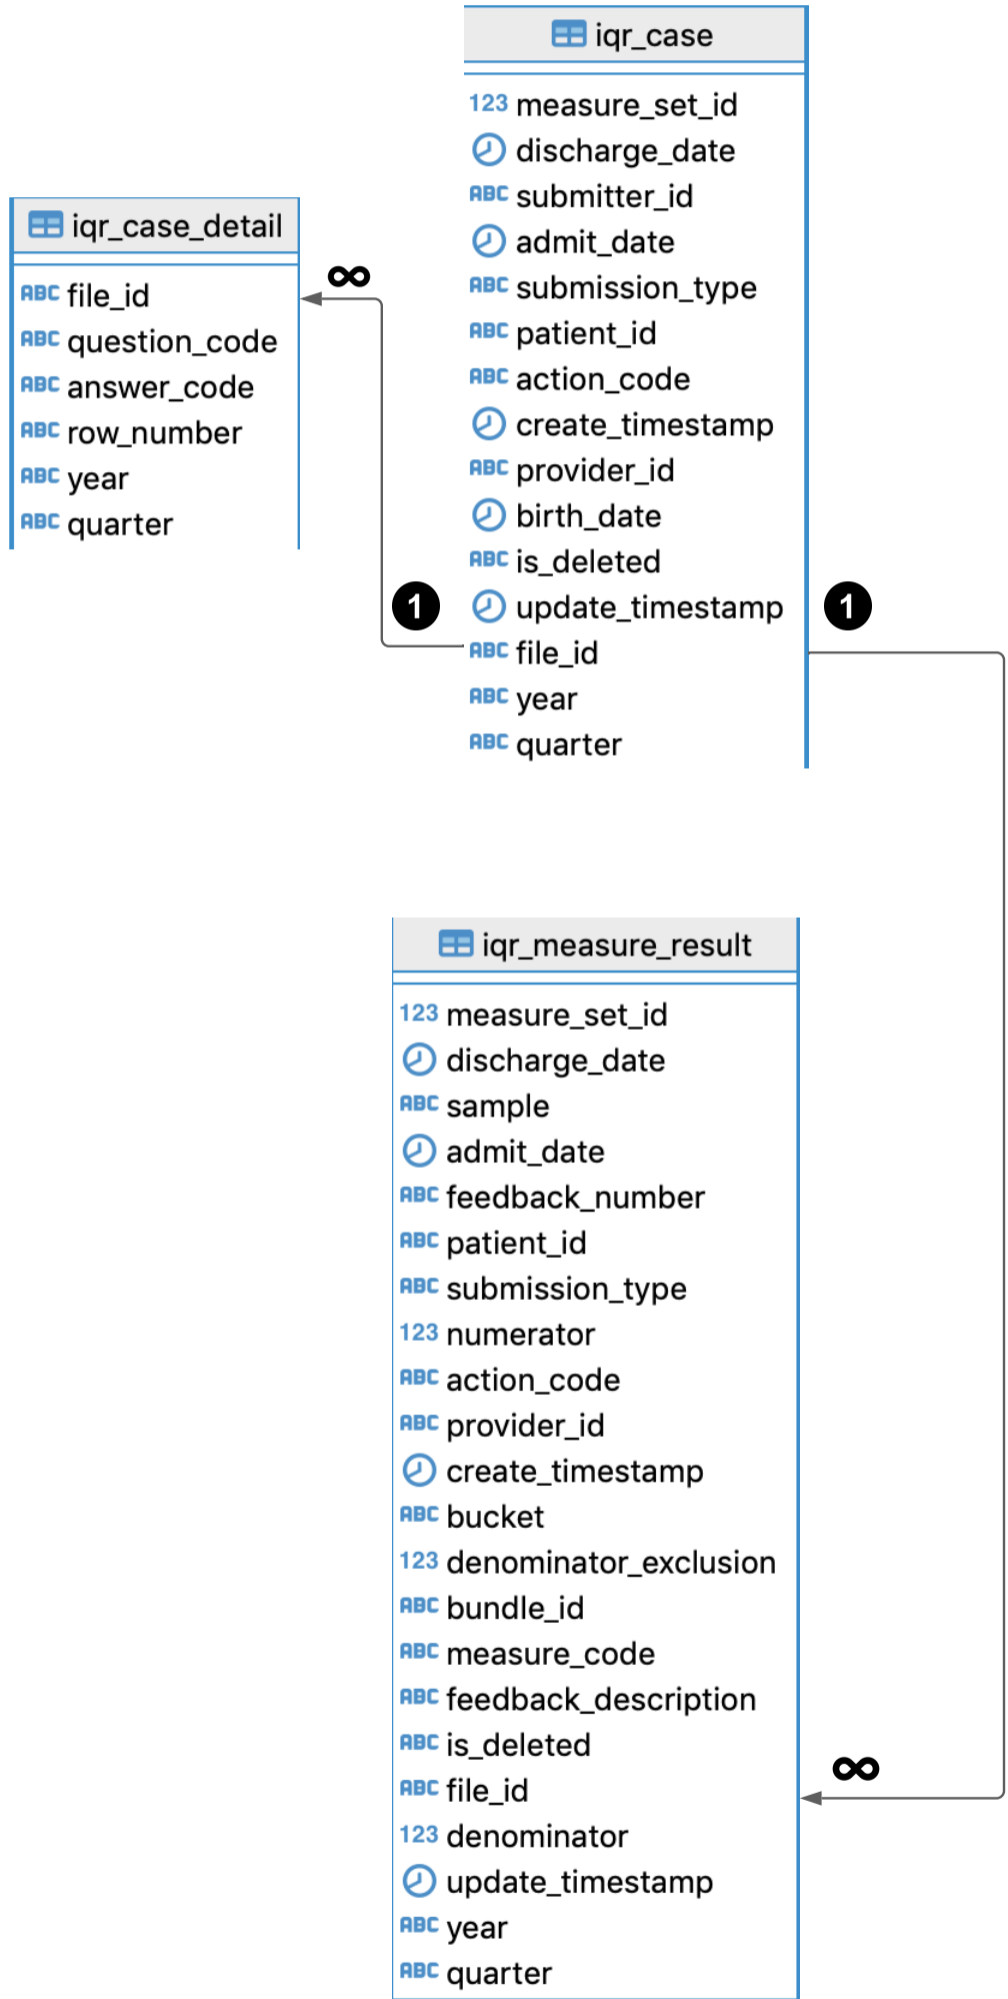 iqr_case
123 measure_set_id
discharge_date
ABC submitter_id
admit_date
ABC submission_type
ABC patient_id
ABC action_code
create_timestamp
ABC provider_id
birth_date
ABC is_deleted
update_timestamp
ABC file_id
ABC year
ABC quarter
1
1
iqr_case_detail
ABC file_id
ABC question_code
ABC answer_code
ABC row_number
ABC year
ABC quarter
∞
iqr_measure_result
123 measure_set_id
discharge_date
ABC sample
admit_date
ABC feedback_number
ABC patient_id
ABC submission_type
123 numerator
ABC action_code
ABC provider_id
create_timestamp
ABC bucket
123 denominator_exclusion
ABC bundle_id
ABC measure_code
ABC feedback_description
ABC is_deleted
ABC file_id
123 denominator
update_timestamp
ABC year
ABC quarter
∞